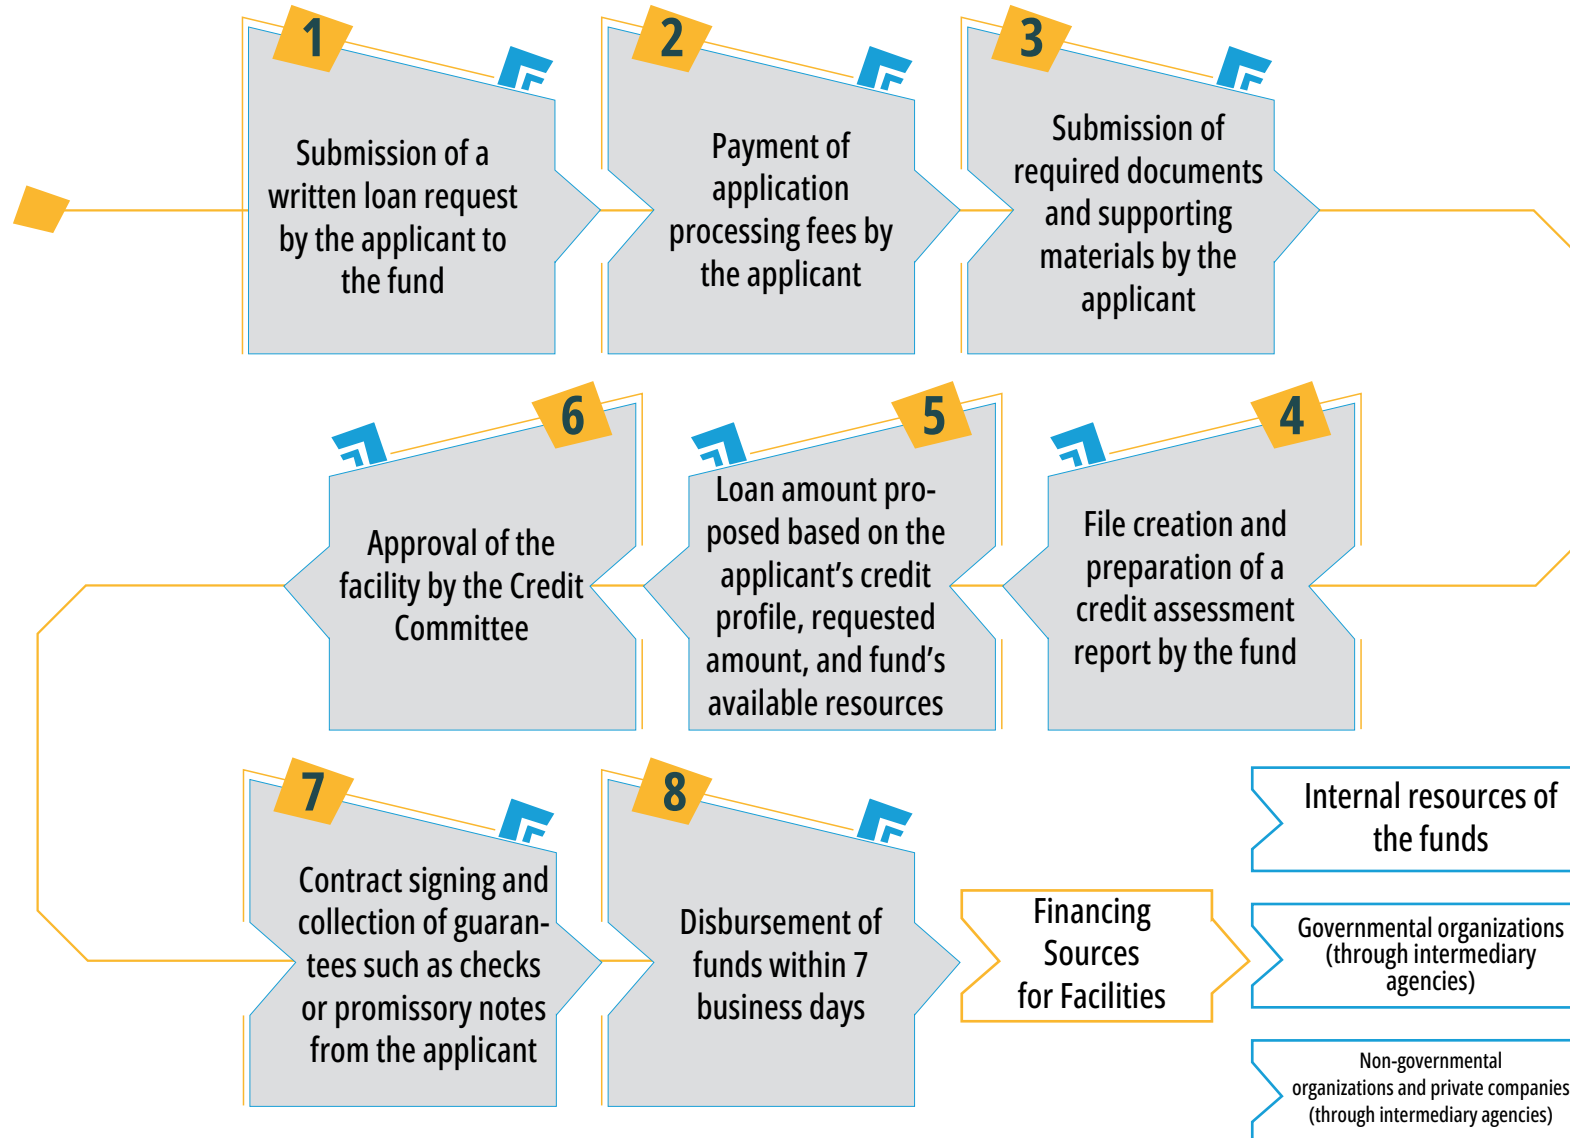 1
Submission of a
written loan request
by the applicant to
the fund
2
Payment of
application
processing fees by
the applicant
3
Submission of
required documents
and supporting
materials by the
applicant
4
File creation and
preparation of a
credit assessment
report by the fund
5
Loan amount pro-
posed based on the
applicant's credit
profile, requested
amount, and fund's
available resources
6
Approval of the
facility by the Credit
Committee
7
Contract signing and
collection of guaran-
tees such as checks
or promissory notes
from the applicant
8
Disbursement of
funds within 7
business days
Financing
Sources
for Facilities
Internal resources of
the funds
Governmental organizations
(through intermediary
agencies)
Non-governmental
organizations and private companies
(through intermediary agencies)